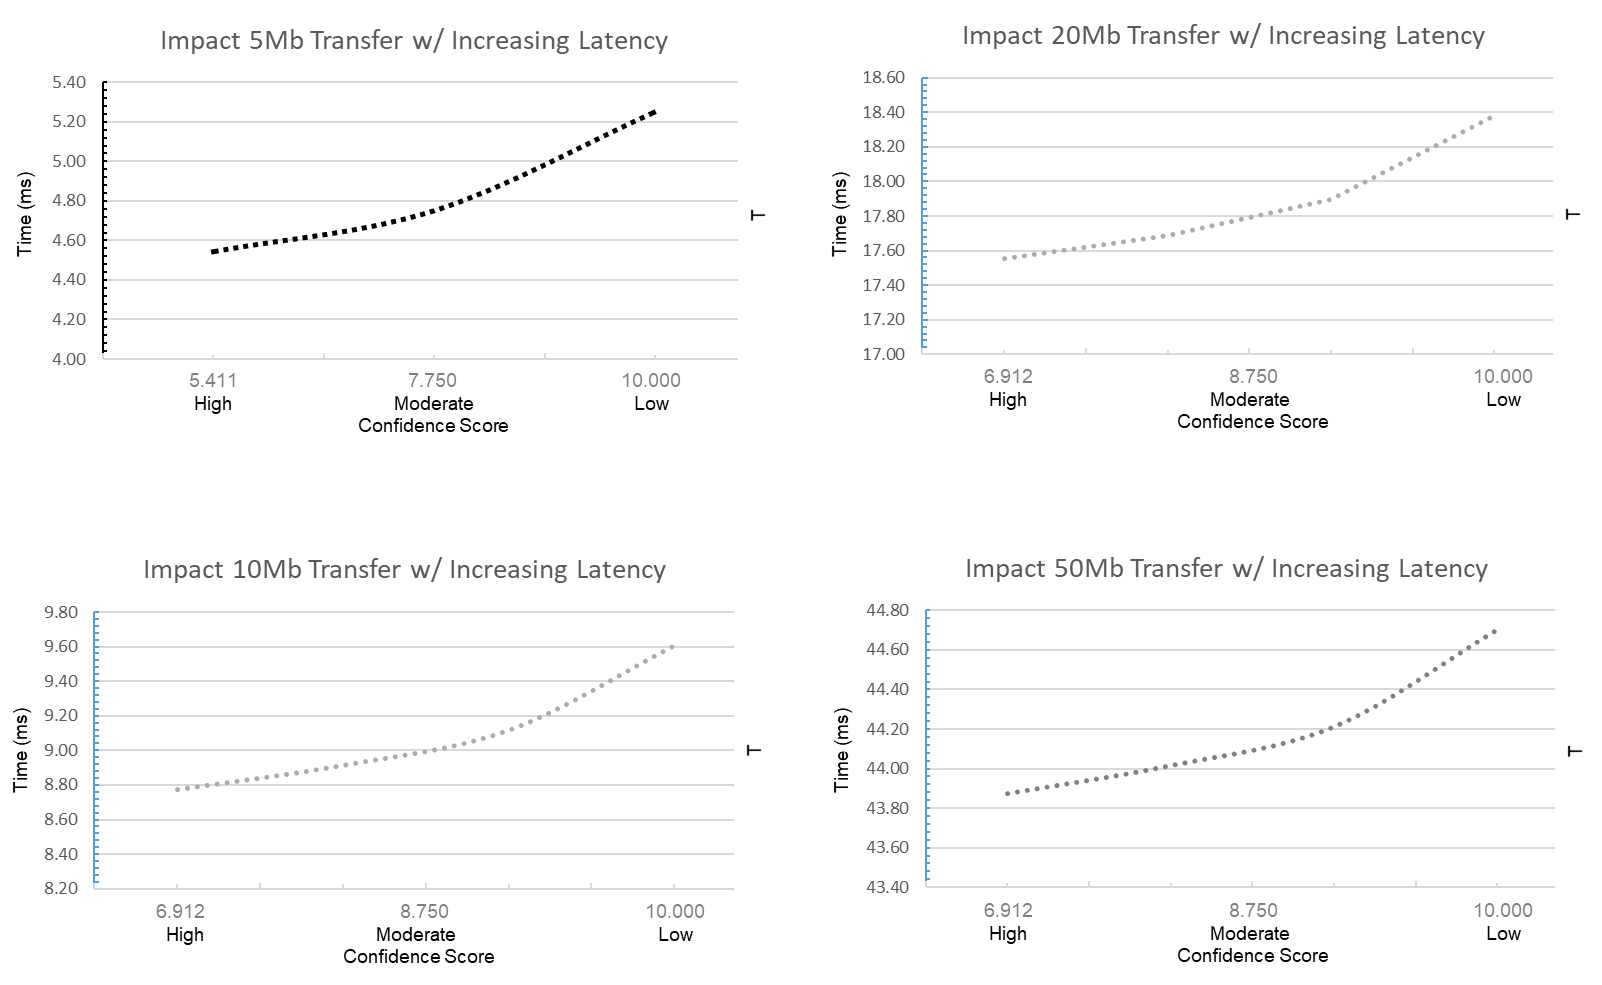 Impact 5Mb Transfer w/ Increasing Latency
5.40
5.20
5.00
4.80
4.60
4.40
4.20
4.00
Time (ms)
T
5.411 7.750 10.000
High Moderate Low
Confidence Score
Impact 20Mb Transfer w/ Increasing Latency
18.60
18.40
18.20
18.00
17.80
17.60
17.40
17.20
17.00
Time (ms)
T
6.912 8.750 10.000
High Moderate Low
Confidence Score
Impact 10Mb Transfer w/ Increasing Latency
9.80
9.60
9.40
9.20
9.00
8.80
8.60
8.40
8.20
Time (ms)
T
6.912 8.750 10.000
High Moderate Low
Confidence Score
Impact 50Mb Transfer w/ Increasing Latency
44.80
44.60
44.40
44.20
44.00
43.80
43.60
43.40
Time (ms)
T
6.912 8.750 10.000
High Moderate Low
Confidence Score